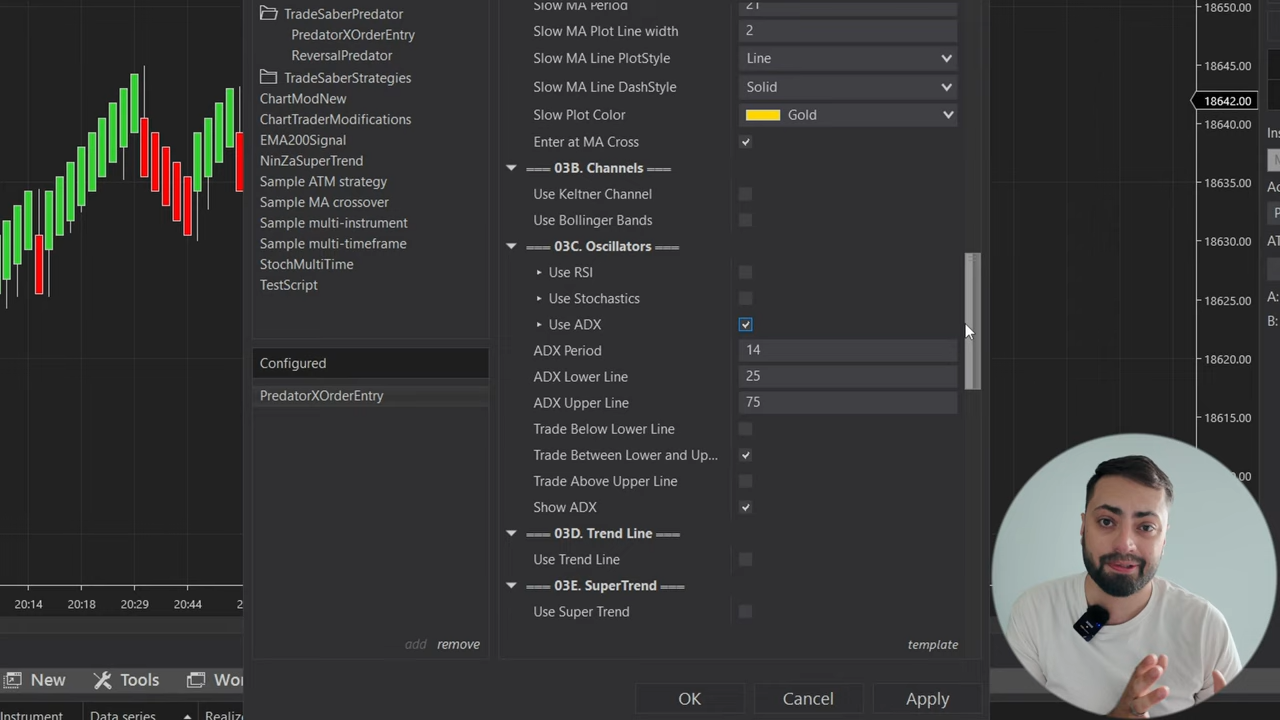 TradeSaberPredator
PredatorXOrderEntry
ReversalPredator
TradeSaberStrategies
ChartModNew
ChartTraderModifications
EMA200Signal
NinZaSuperTrend
Sample ATM strategy
Sample MA crossover
Sample multi-instrument
Sample multi-timeframe
StochMultiTime
TestScript
Configured
PredatorXOrderEntry
add remove
Slow MA Period 21
Slow MA Plot Line width 2
Slow MA Line PlotStyle Line
Slow MA Line DashStyle Solid
Slow Plot Color Gold
Enter at MA Cross
=== 03B. Channels ===
Use Keltner Channel
Use Bollinger Bands
=== 03C. Oscillators ===
Use RSI
Use Stochastics
Use ADX
ADX Period 14
ADX Lower Line 25
ADX Upper Line 75
Trade Below Lower Line
Trade Between Lower and Up...
Trade Above Upper Line
Show ADX
=== 03D. Trend Line ===
Use Trend Line
=== 03E. SuperTrend ===
Use Super Trend
template
OK Cancel Apply
18650.00
18645.00
18642.00
18640.00
18635.00
18630.00
18625.00
18620.00
18615.00
Ins
AT
A:
B:
20:14 20:18 20:29 20:44 2
New Tools Wor
Instrument Data series Realiz